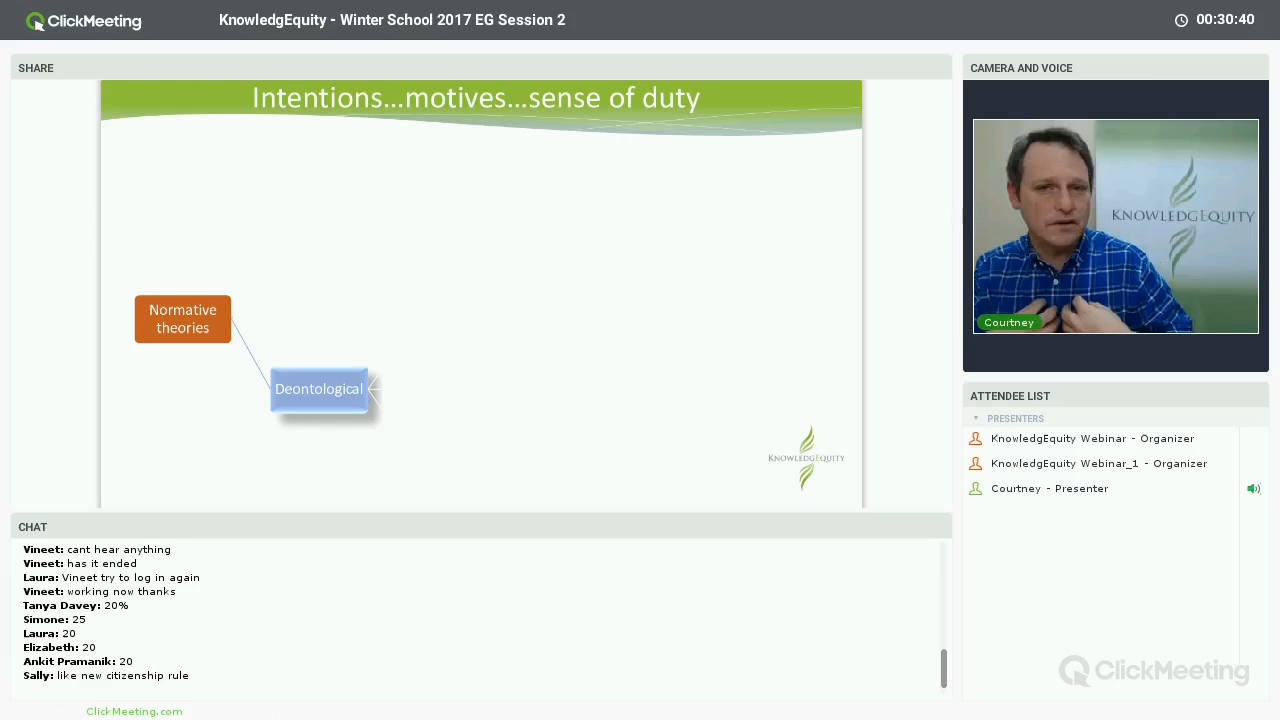 ClickMeeting
KnowledgEquity - Winter School 2017 EG Session 2
00:30:40
SHARE
Intentions...motives...sense of duty
Normative
theories
Deontological
KNOWLEDGEQUITY
CAMERA AND VOICE
KNOWLEDGEQUITY
Courtney
ATTENDEE LIST
PRESENTERS
KnowledgEquity Webinar - Organizer
KnowledgEquity Webinar_1 - Organizer
Courtney - Presenter
CHAT
Vineet: cant hear anything
Vineet: has it ended
Laura: Vineet try to log in again
Vineet: working now thanks
Tanya Davey: 20%
Simone: 25
Laura: 20
Elizabeth: 20
Ankit Pramanik: 20
Sally: like new citizenship rule
ClickMeeting
ClickMeeting.com